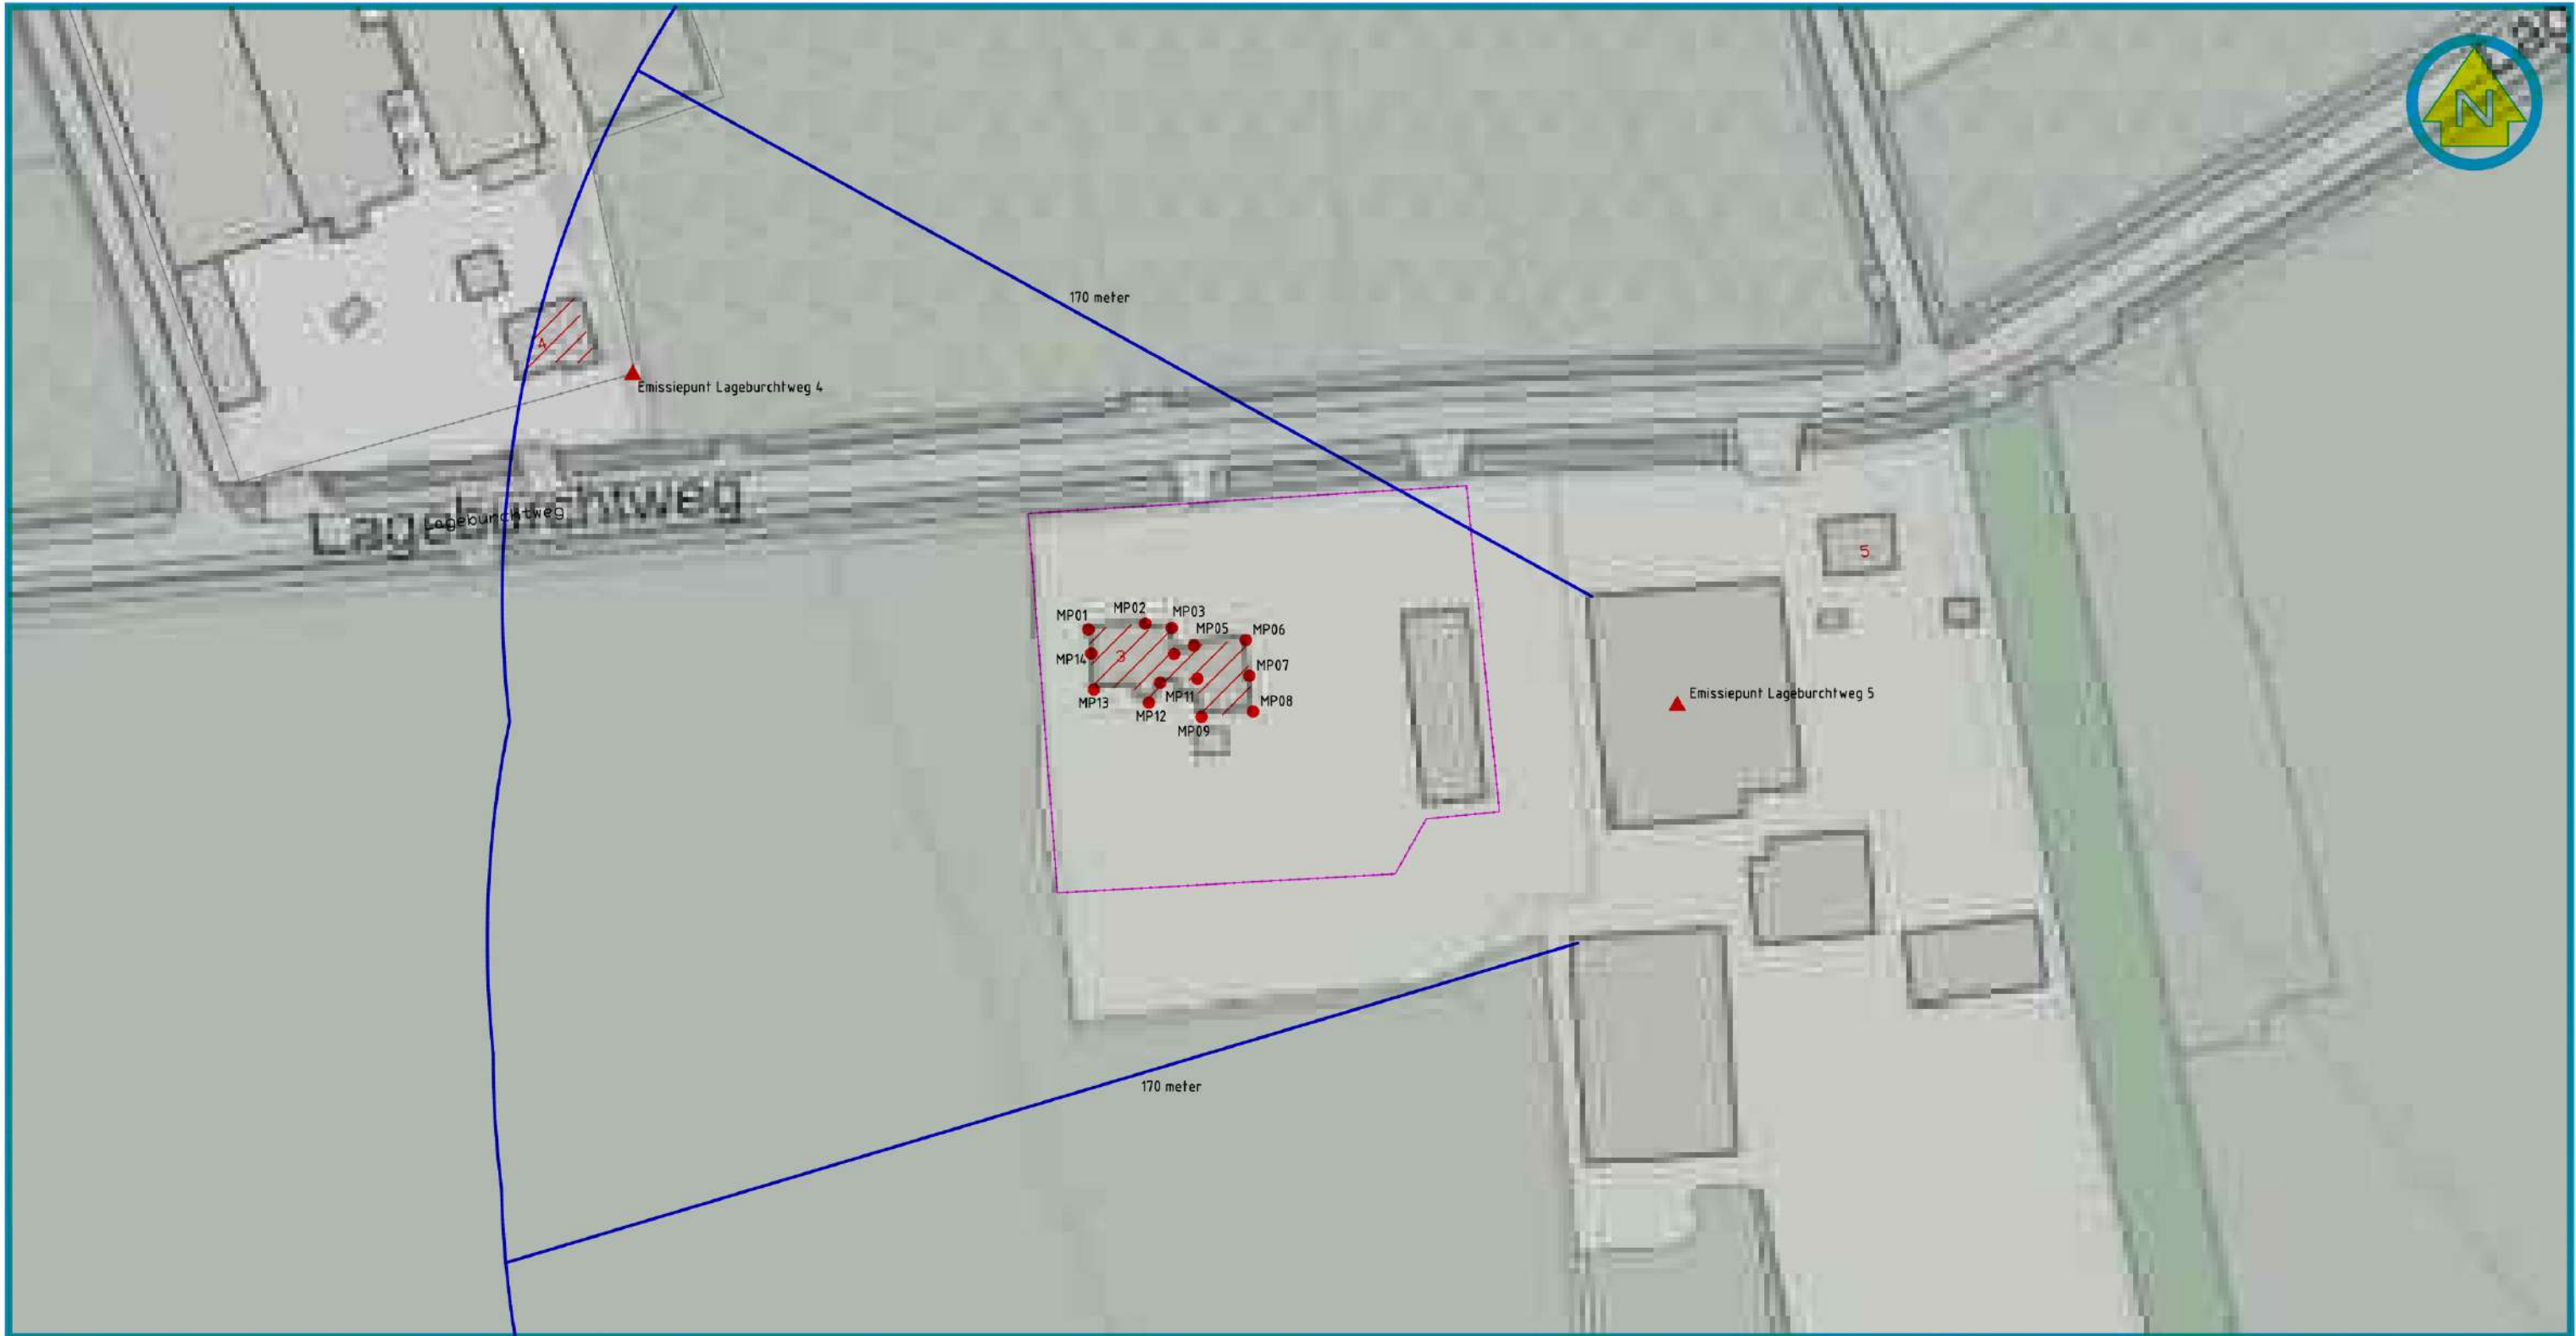 N
170 meter
4
Emissiepunt Lageburchtweg 4
Lageburchtweg
Lageburchtweg
5
MP01
MP02
MP03
MP05
MP06
MP14
3
MP07
Emissiepunt Lageburchtweg 5
MP13
MP11
MP08
MP12
MP09
170 meter